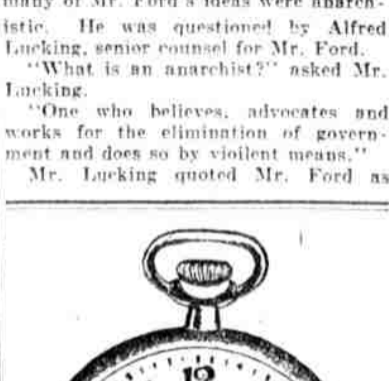 many of Mr. Ford's ideas were anarch-
istic. He was questioned by Alfred
Lucking, senior counsel for Mr. Ford.
"What is an anarchist?" asked Mr.
Lucking.
"One who believes, advocates and
works for the elimination of govern-
ment and does so by vioilent means."
Mr. Lucking quoted Mr. Ford as
12